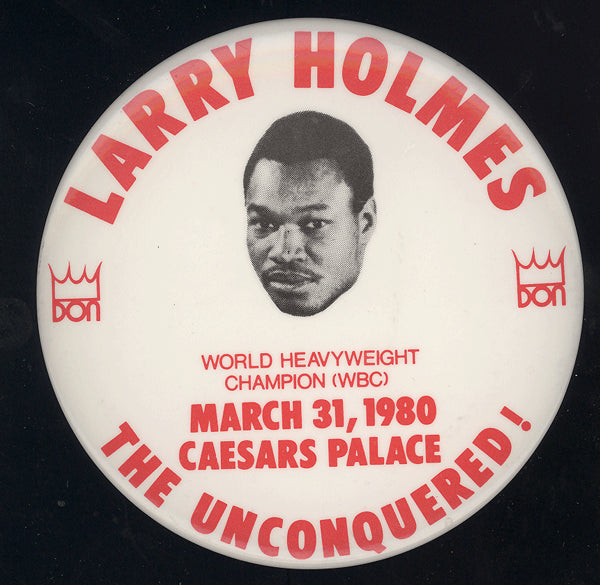 LARRY HOLMES
DON
DON
WORLD HEAVYWEIGHT
CHAMPION (WBC)
MARCH 31, 1980
CAESARS PALACE
THE UNCONQUERED!